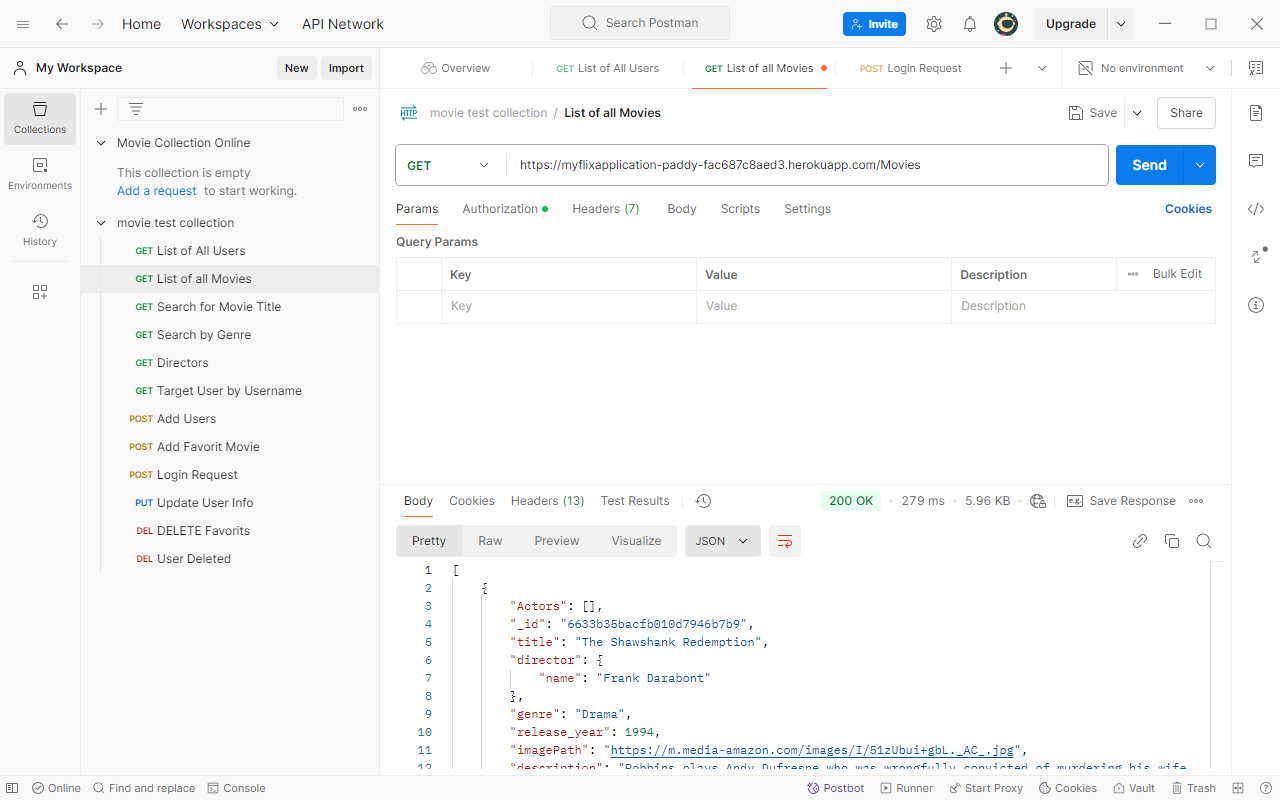 Home Workspaces API Network Search Postman Invite Upgrade
My Workspace New Import Overview GET List of All Users GET List of all Movies POST Login Request No environment
Collections
Environments
History
Movie Collection Online
This collection is empty
Add a request to start working.
movie test collection
GET List of All Users
GET List of all Movies
GET Search for Movie Title
GET Search by Genre
GET Directors
GET Target User by Username
POST Add Users
POST Add Favorit Movie
POST Login Request
PUT Update User Info
DEL DELETE Favorits
DEL User Deleted
HTTP movie test collection / List of all Movies Save Share
GET https://myflixapplication-paddy-fac687c8aed3.herokuapp.com/Movies Send
Params Authorization Headers (7) Body Scripts Settings Cookies
Query Params
Key Value Description Bulk Edit
Key Value Description
Body Cookies Headers (13) Test Results 200 OK 279 ms 5.96 KB e.g. Save Response
Pretty Raw Preview Visualize JSON
1 [
2 {
3 "Actors": [],
4 "_id": "6633b35bacfb010d7946b7b9",
5 "title": "The Shawshank Redemption",
6 "director": {
7 "name": "Frank Darabont"
8 },
9 "genre": "Drama",
10 "release_year": 1994,
11 "imagePath": "https://m.media-amazon.com/images/I/51zUbui+gbL._AC_.jpg",
12 "description": "Robbins plays Andy Dufresne who was wrongfully convicted of murdering his wife
Online Find and replace Console Postbot Runner Start Proxy Cookies Vault Trash